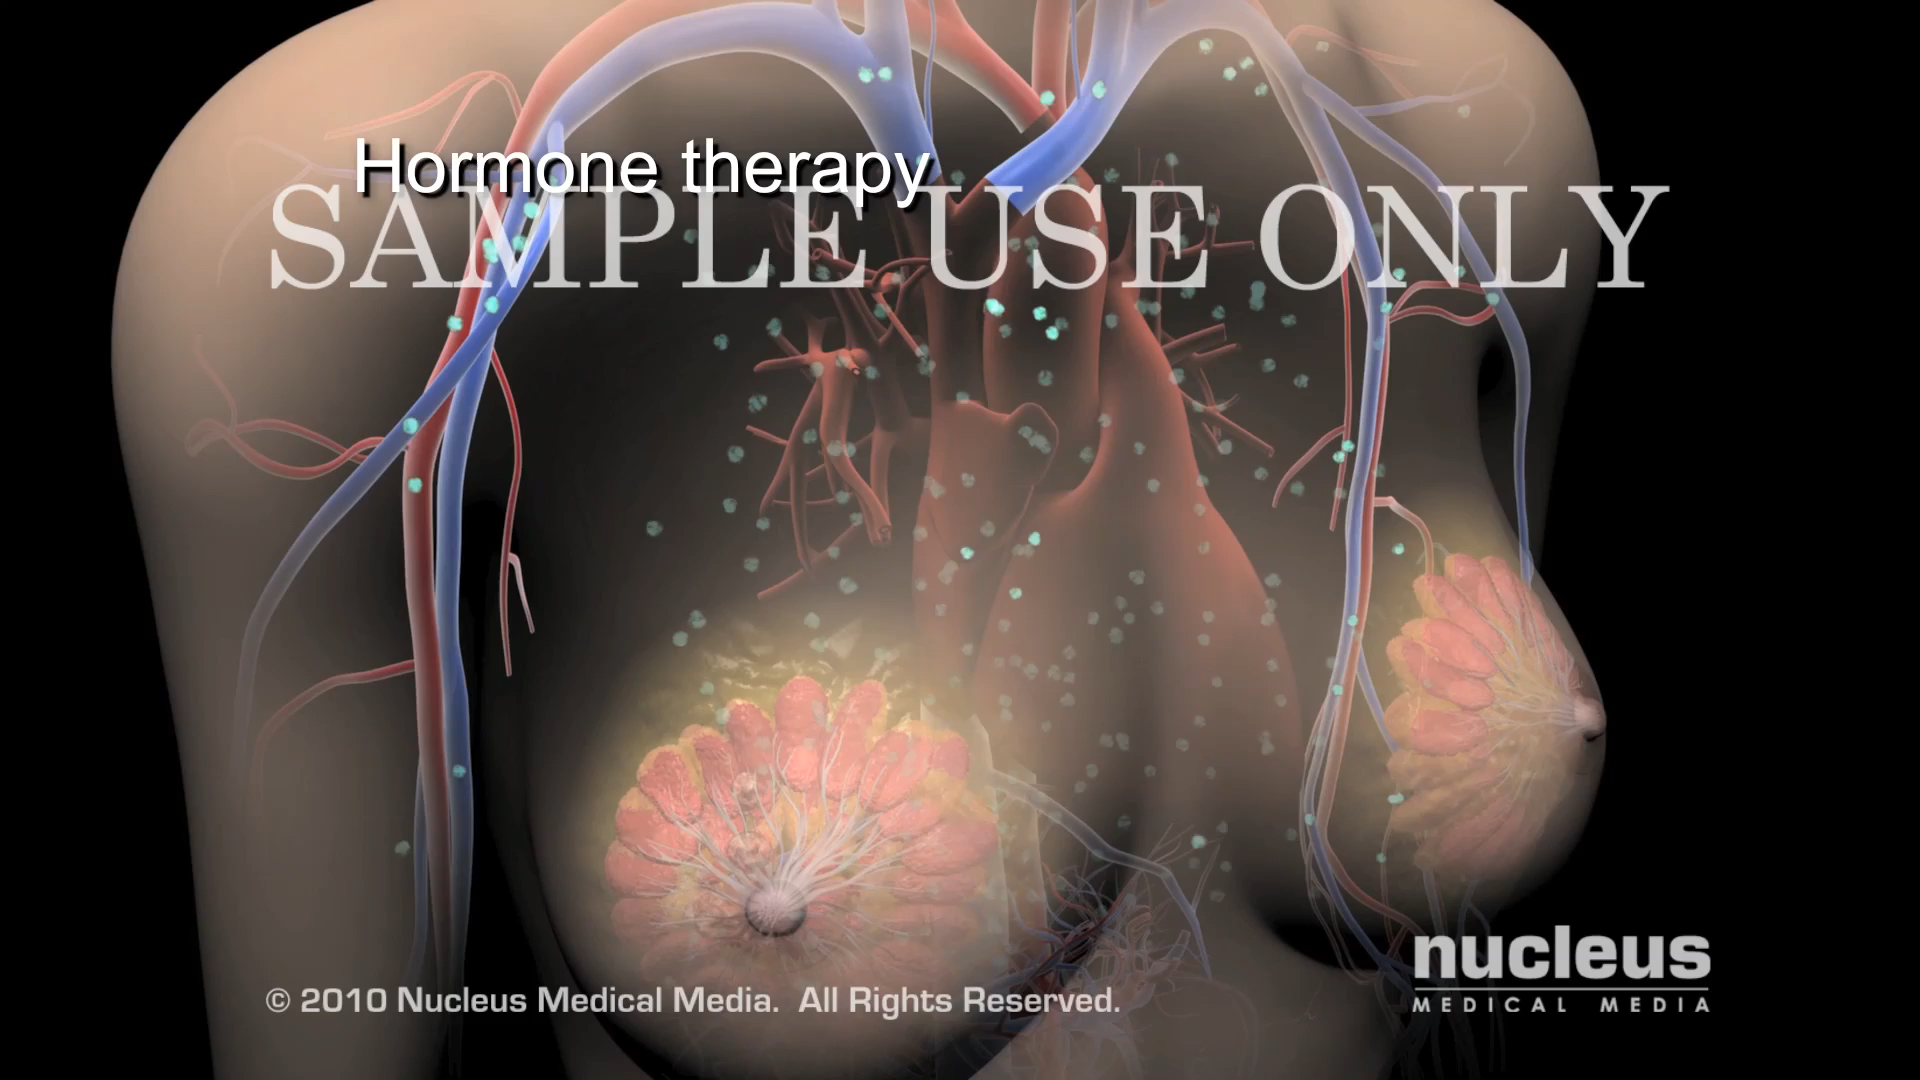 Hormone therapy
SAMPLE USE ONLY
nucleus
MEDICAL MEDIA
© 2010 Nucleus Medical Media. All Rights Reserved.